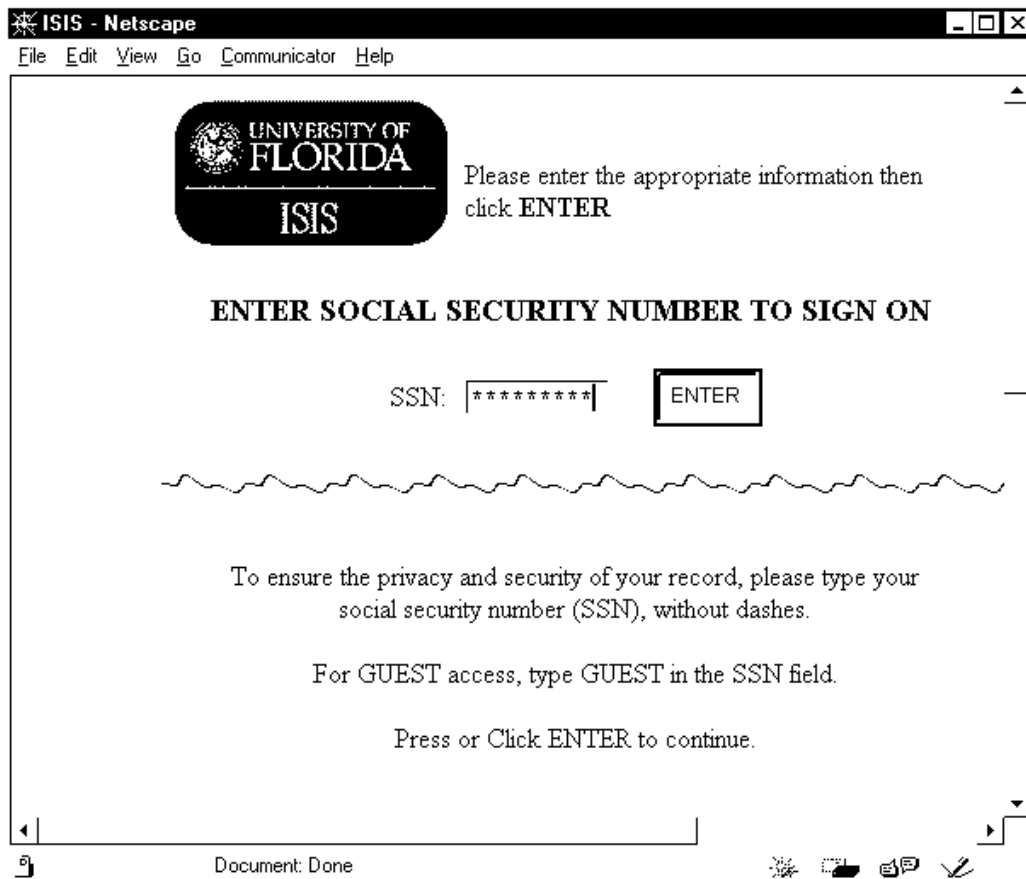 ISIS - Netscape
File Edit View Go Communicator Help
UNIVERSITY OF
FLORIDA
ISIS
Please enter the appropriate information then
click ENTER
ENTER SOCIAL SECURITY NUMBER TO SIGN ON
SSN: ********* ENTER
To ensure the privacy and security of your record, please type your
social security number (SSN), without dashes.
For GUEST access, type GUEST in the SSN field.
Press or Click ENTER to continue.
Document: Done